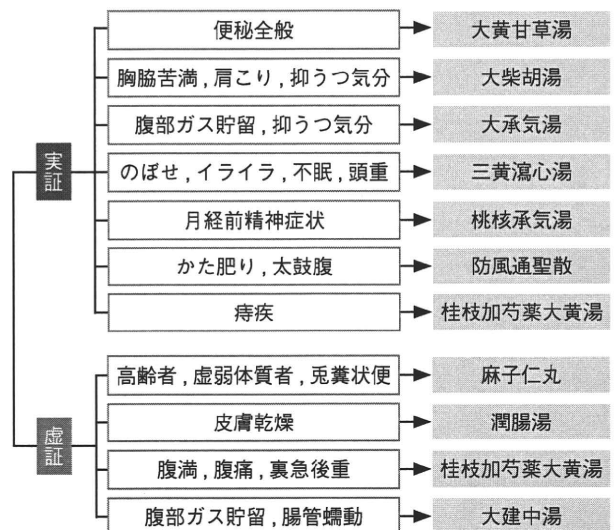 便秘全般 大黄甘草湯
胸脇苦満,肩こり,抑うつ気分 大柴胡湯
腹部ガス貯留,抑うつ気分 大承気湯
実証
のぼせ,イライラ,不眠,頭重 三黄瀉心湯
月経前精神症状 桃核承気湯
かた肥り,太鼓腹 防風通聖散
痔疾 桂枝加芍薬大黄湯
高齢者,虚弱体質者,兎糞状便 麻子仁丸
皮膚乾燥 潤腸湯
虚証
腹満,腹痛,裏急後重 桂枝加芍薬大黄湯
腹部ガス貯留,腸管蠕動 大建中湯